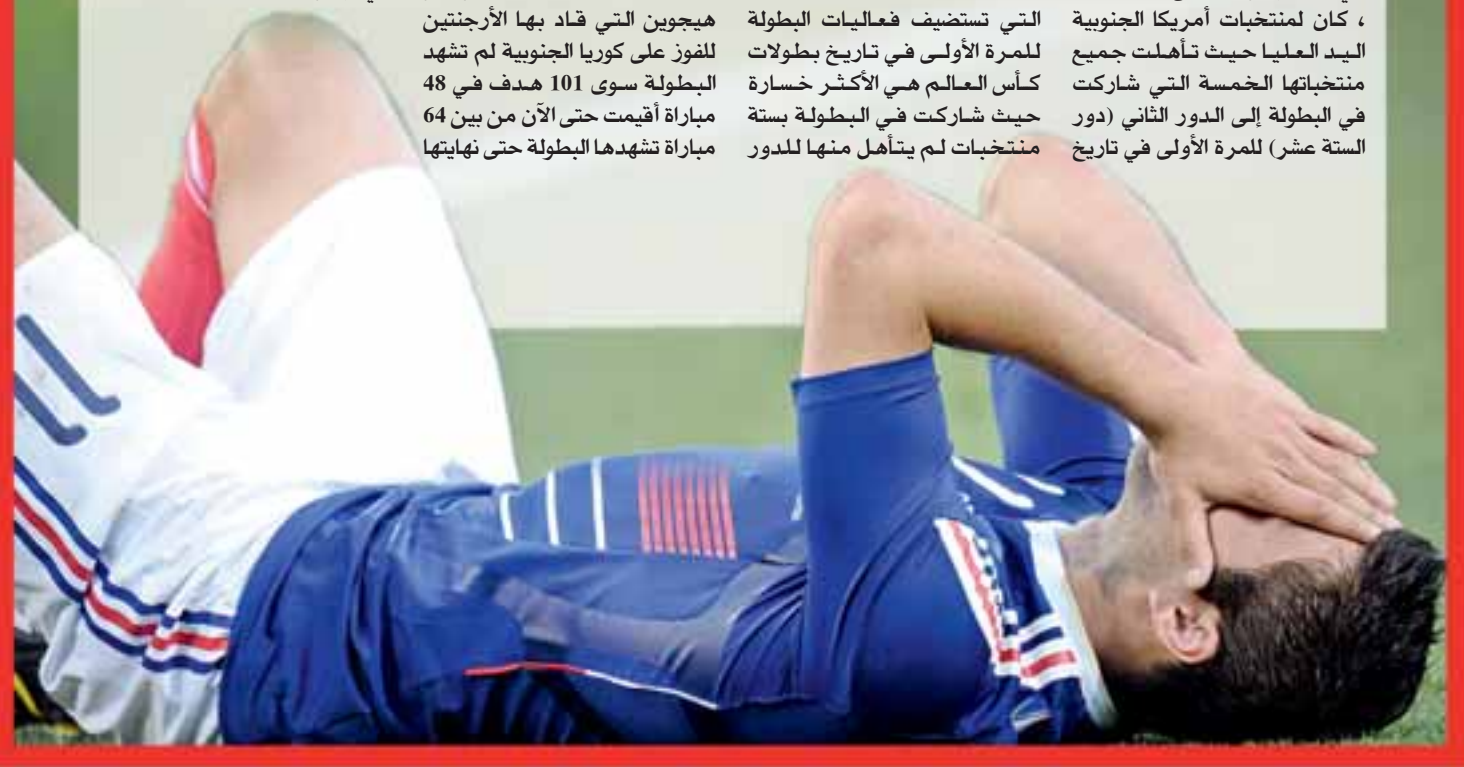 ، كان لمنتخبات أمريكا الجنوبية
اليد العليا حيث تأهلت جميع
منتخباتها الخمسة التي شاركت
في البطولة إلى الدور الثاني (دور
الستة عشر) للمرة الأولى في تاريخ
التي تستضيف فعاليات البطولة
للمرة الأولى في تاريخ بطولات
كأس العالم هي الأكثر خسارة
حيث شاركت في البطولة بستة
منتخبات لم يتأهل منها للدور
هيجوين التي قاد بها الأرجنتين
للفوز على كوريا الجنوبية لم تشهد
البطولة سوى 101 هدف في 48
مباراة أقيمت حتى الآن من بين 64
مباراة تشهدها البطولة حتى نهايتها